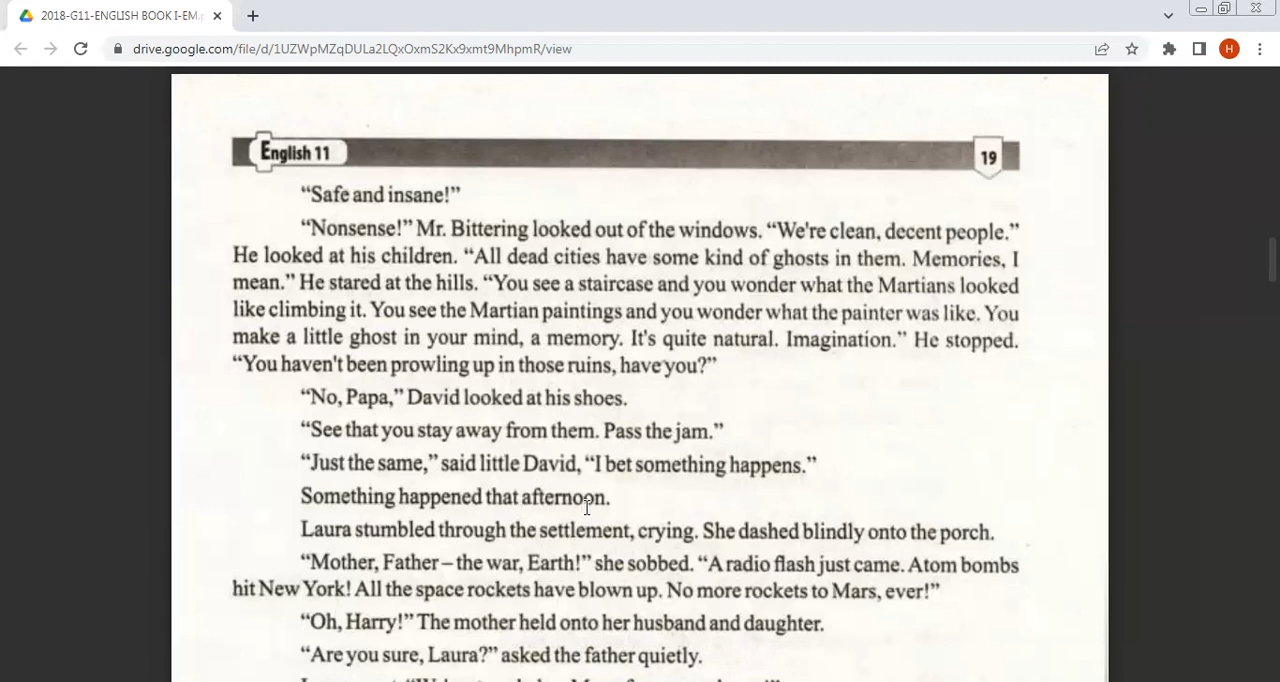 2018-G11-ENGLISH BOOK I-EM.
drive.google.com/file/d/1UZWpMZqDULa2LQxOxmS2Kx9xmt9MhpmR/view
H
English 11
19
“Safe and insane!”
“Nonsense!” Mr. Bittering looked out of the windows. “We're clean, decent people.”
He looked at his children. “All dead cities have some kind of ghosts in them. Memories, I
mean.” He stared at the hills. “You see a staircase and you wonder what the Martians looked
like climbing it. You see the Martian paintings and you wonder what the painter was like. You
make a little ghost in your mind, a memory. It's quite natural. Imagination.” He stopped.
“You haven't been prowling up in those ruins, have you?”
“No, Papa,” David looked at his shoes.
“See that you stay away from them. Pass the jam.”
“Just the same,” said little David, “I bet something happens.”
Something happened that afternoon.
Laura stumbled through the settlement, crying. She dashed blindly onto the porch.
“Mother, Father – the war, Earth!” she sobbed. “A radio flash just came. Atom bombs
hit New York! All the space rockets have blown up. No more rockets to Mars, ever!”
“Oh, Harry!” The mother held onto her husband and daughter.
“Are you sure, Laura?” asked the father quietly.